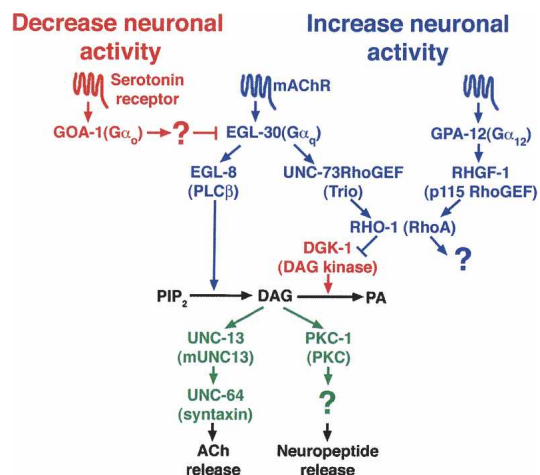 Decrease neuronal
activity
Increase neuronal
activity
Serotonin
receptor
mAChR
GOA-1(Gαo)
?
EGL-30(Gαq)
GPA-12(Gα12)
EGL-8
(PLCβ)
UNC-73RhoGEF
(Trio)
RHGF-1
(p115 RhoGEF)
RHO-1 (RhoA)
DGK-1
(DAG kinase)
?
PIP2
DAG
PA
UNC-13
(mUNC13)
PKC-1
(PKC)
UNC-64
(syntaxin)
?
ACh
release
Neuropeptide
release